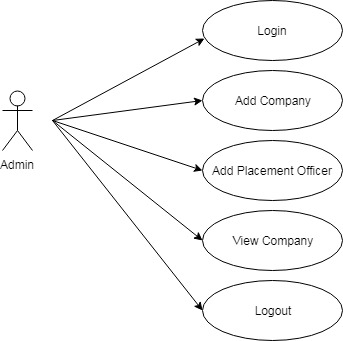 Login
Add Company
Admin
Add Placement Officer
View Company
Logout